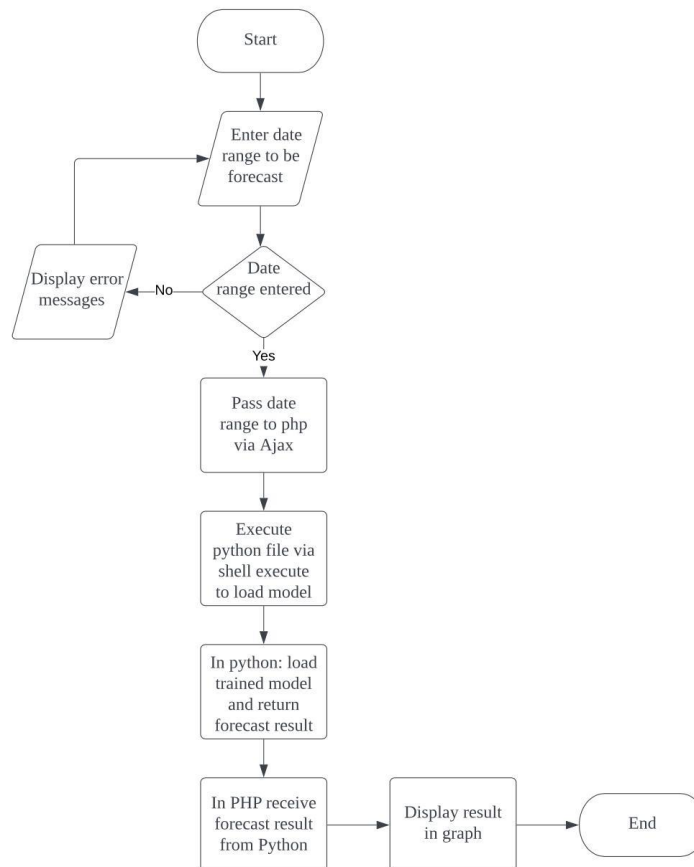 Start
Enter date
range to be
forecast
Display error
messages
No
Date
range entered
Yes
Pass date
range to php
via Ajax
Execute
python file via
shell execute
to load model
In python: load
trained model
and return
forecast result
In PHP receive
forecast result
from Python
Display result
in graph
End